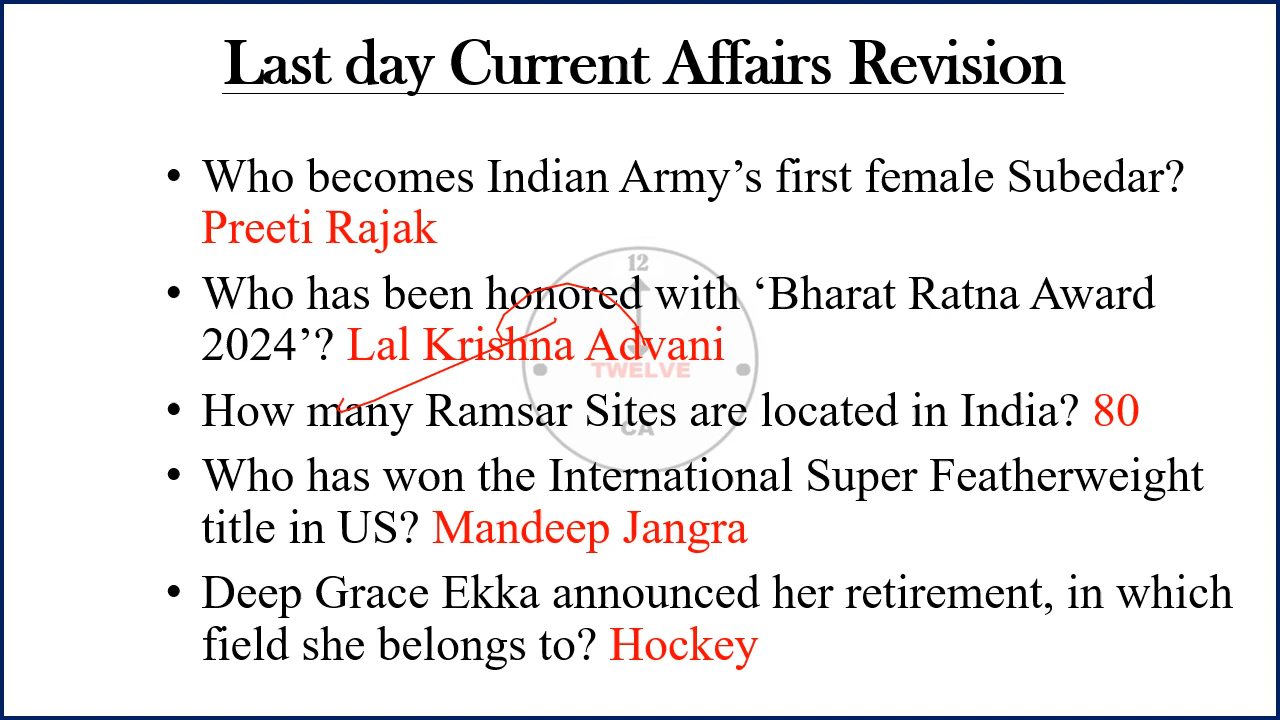 Last day Current Affairs Revision
• Who becomes Indian Army’s first female Subedar?
Preeti Rajak
• Who has been honored with ‘Bharat Ratna Award
2024’? Lal Krishna Advani
• How many Ramsar Sites are located in India? 80
• Who has won the International Super Featherweight
title in US? Mandeep Jangra
• Deep Grace Ekka announced her retirement, in which
field she belongs to? Hockey
12
TWELVE
CA